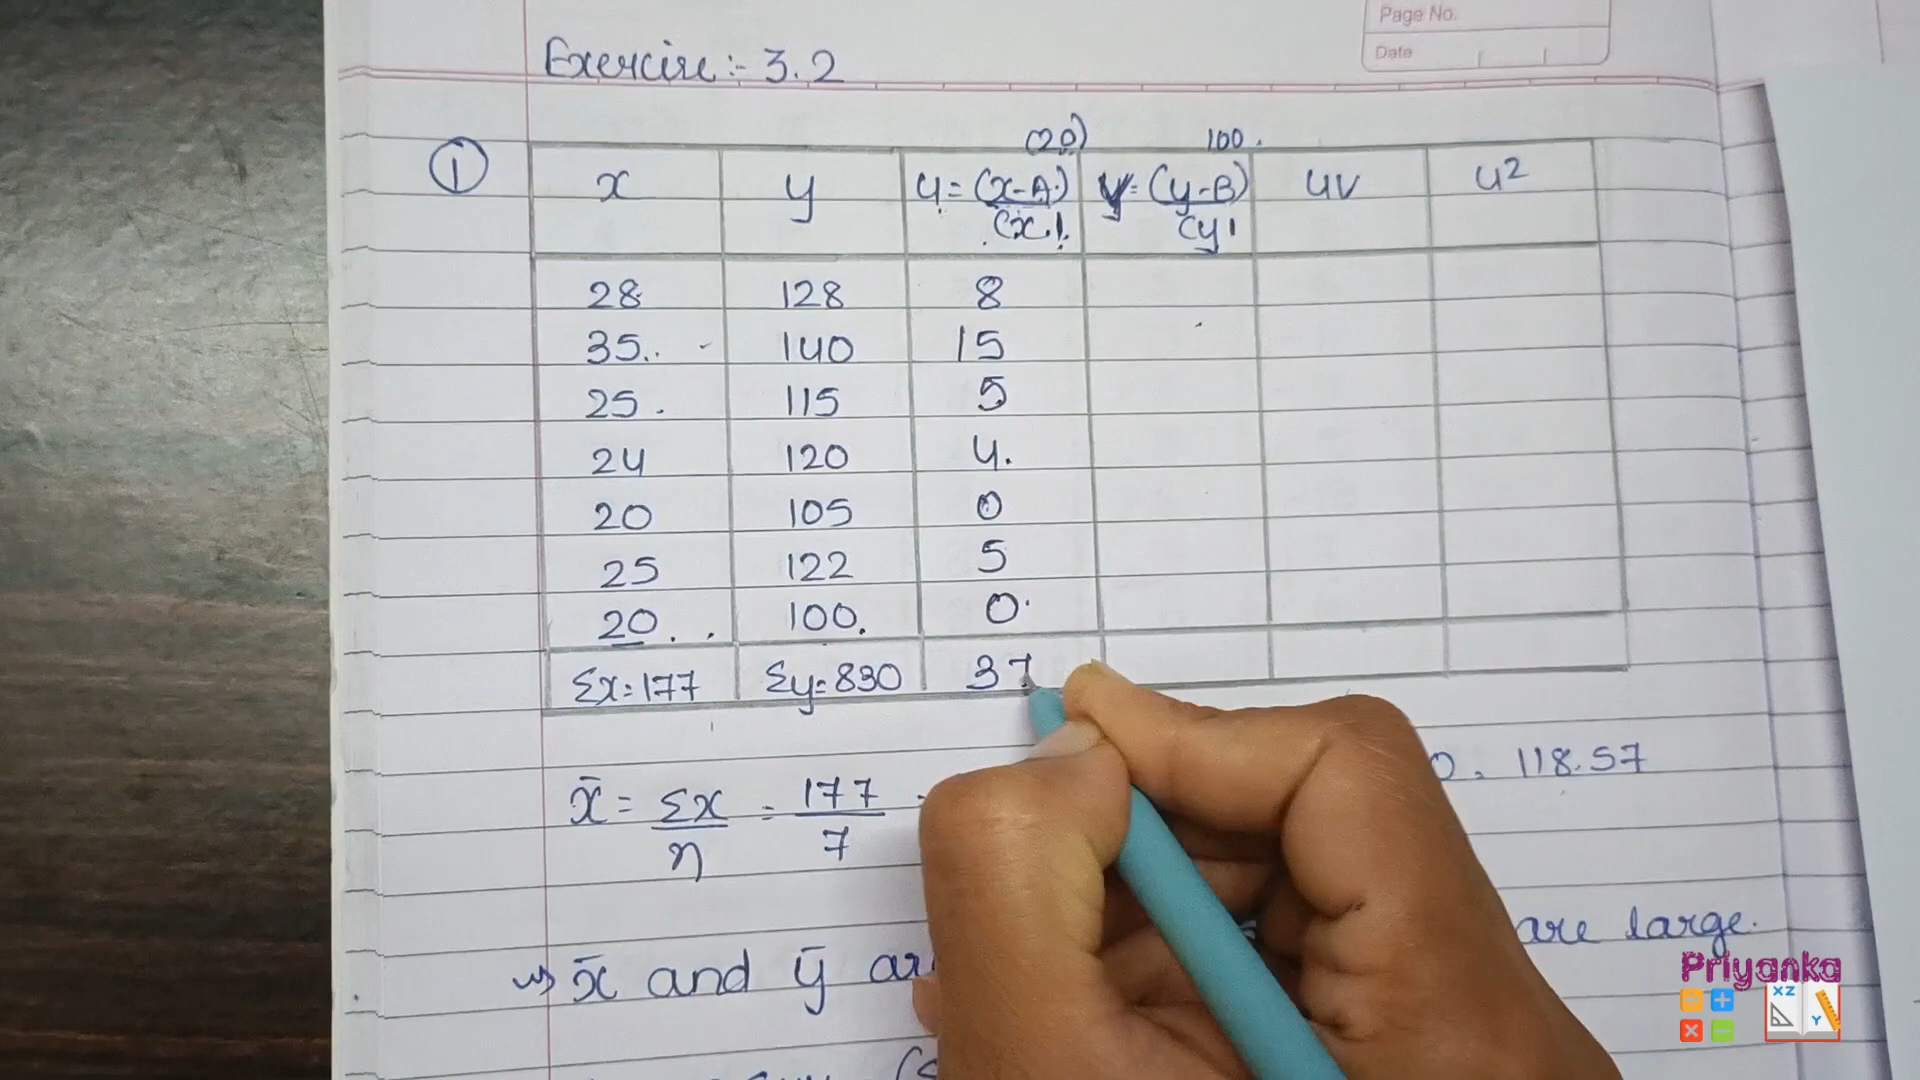 Page No.
Date
Exercise:- 3.2
(20) 100.
① x y u = (x-A) v = (y-B) uv u²
Cx Cy
28 128 8
35 140 15
25 115 5
24 120 4
20 105 0
25 122 5
20 100 0
Σx=177 Σy=830 37
118.57
x̄ = Σx/n = 177/7
are large.
x̄ and ȳ
Priyanka
XZ
Y